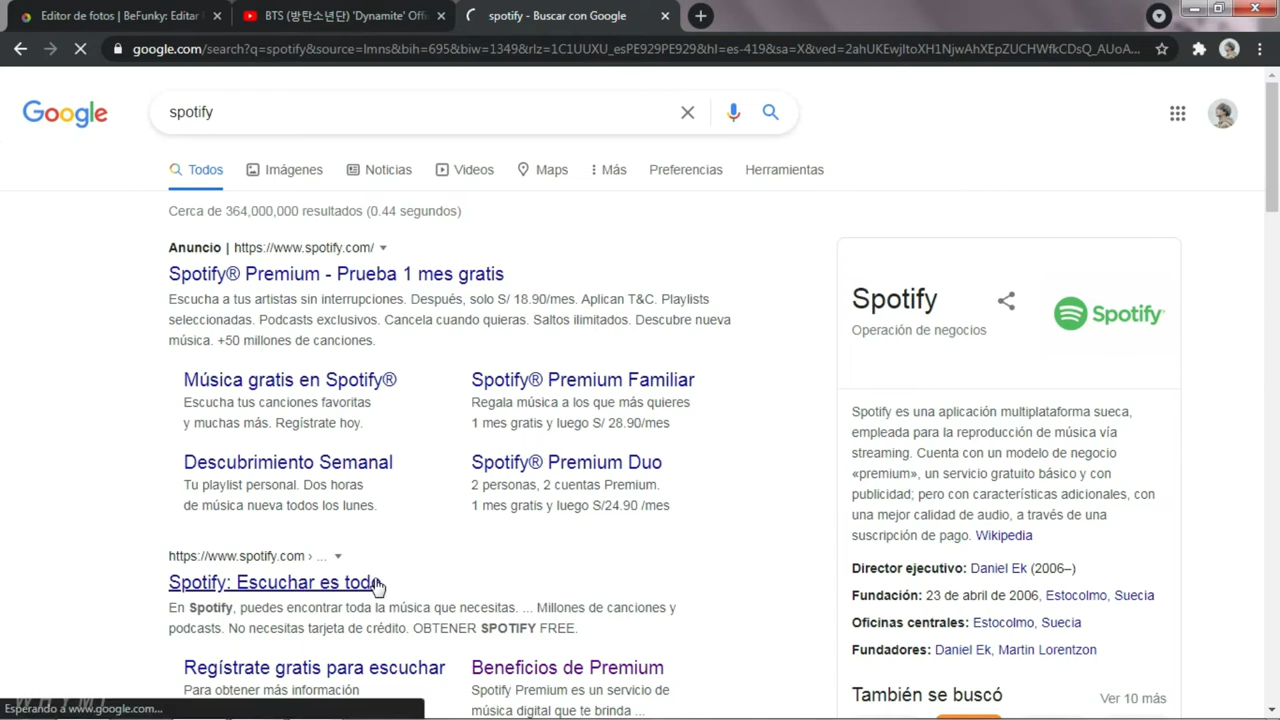 Editor de fotos | BeFunky: Editar F
BTS (방탄소년단) 'Dynamite' Offi
spotify - Buscar con Google
google.com/search?q=spotify&source=lmns&bih=695&biw=1349&rlz=1C1UUXU_esPE929PE929&hl=es-419&sa=X&ved=2ahUKEwjItoXH1NjwAhXEpZUCHWfkCDsQ_AUoA...
Google
spotify
Todos Imágenes Noticias Videos Maps Más Preferencias Herramientas
Cerca de 364,000,000 resultados (0.44 segundos)
Anuncio | https://www.spotify.com/
Spotify® Premium - Prueba 1 mes gratis
Escucha a tus artistas sin interrupciones. Después, solo S/ 18.90/mes. Aplican T&C. Playlists
seleccionadas. Podcasts exclusivos. Cancela cuando quieras. Saltos ilimitados. Descubre nueva
música. +50 millones de canciones.
Música gratis en Spotify®
Escucha tus canciones favoritas
y muchas más. Regístrate hoy.
Spotify® Premium Familiar
Regala música a los que más quieres
1 mes gratis y luego S/ 28.90/mes
Descubrimiento Semanal
Tu playlist personal. Dos horas
de música nueva todos los lunes.
Spotify® Premium Duo
2 personas, 2 cuentas Premium.
1 mes gratis y luego S/24.90 /mes
https://www.spotify.com › ...
Spotify: Escuchar es todo
En Spotify, puedes encontrar toda la música que necesitas. ... Millones de canciones y
podcasts. No necesitas tarjeta de crédito. OBTENER SPOTIFY FREE.
Regístrate gratis para escuchar
Para obtener más información
Beneficios de Premium
Spotify Premium es un servicio de
música digital que te brinda ...
Spotify
Operación de negocios
Spotify
Spotify es una aplicación multiplataforma sueca,
empleada para la reproducción de música vía
streaming. Cuenta con un modelo de negocio
«premium», un servicio gratuito básico y con
publicidad; pero con características adicionales, con
una mejor calidad de audio, a través de una
suscripción de pago. Wikipedia
Director ejecutivo: Daniel Ek (2006–)
Fundación: 23 de abril de 2006, Estocolmo, Suecia
Oficinas centrales: Estocolmo, Suecia
Fundadores: Daniel Ek, Martin Lorentzon
También se buscó
Ver 10 más
Esperando a www.google.com...